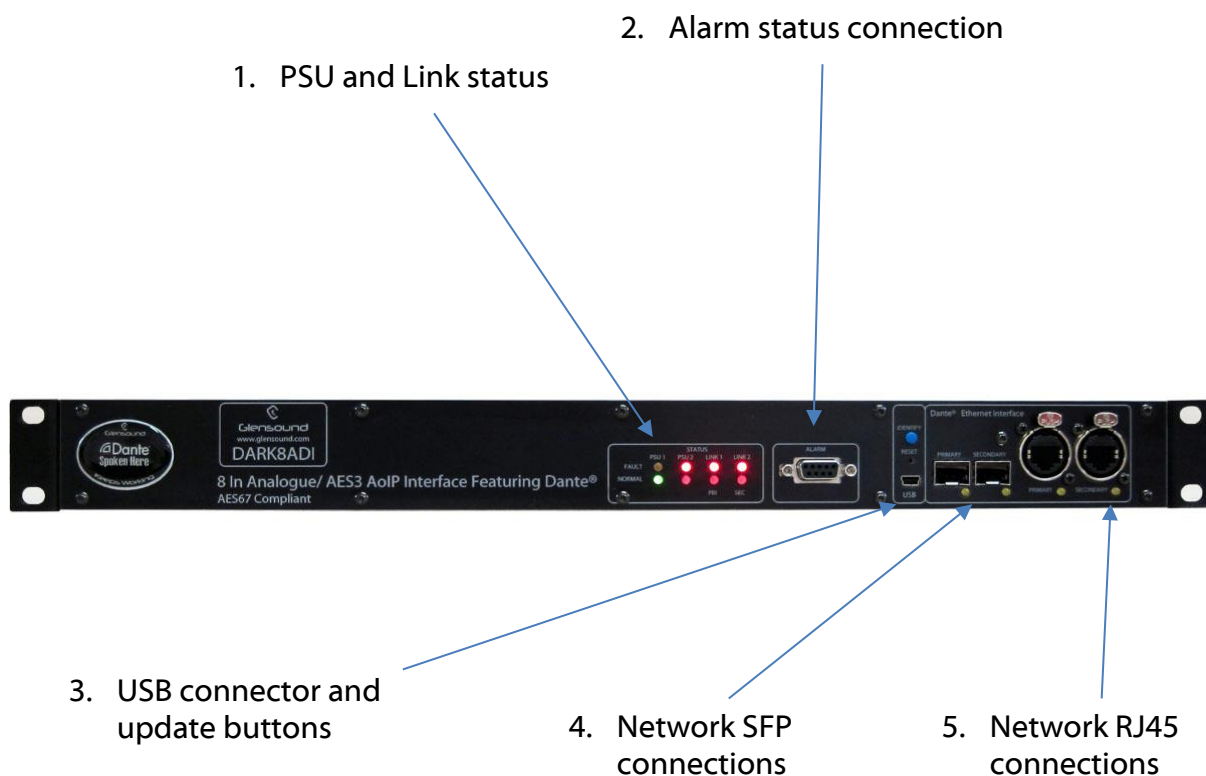 2. Alarm status connection
1. PSU and Link status
Glensound
www.glensound.com
DARK8ADI
8 In Analogue/ AES3 AoIP Interface Featuring Dante®
AES67 Compliant
Glensound
Dante
Spoken Here
STATUS
PSU 1 PSU 2 LINK 1 LINK 2
FAULT
NORMAL
PRI SEC
ALARM
IDENTIFY
RESET
USB
Dante® Ethernet Interface
PRIMARY SECONDARY
PRIMARY SECONDARY
3. USB connector and
update buttons
4. Network SFP
connections
5. Network RJ45
connections